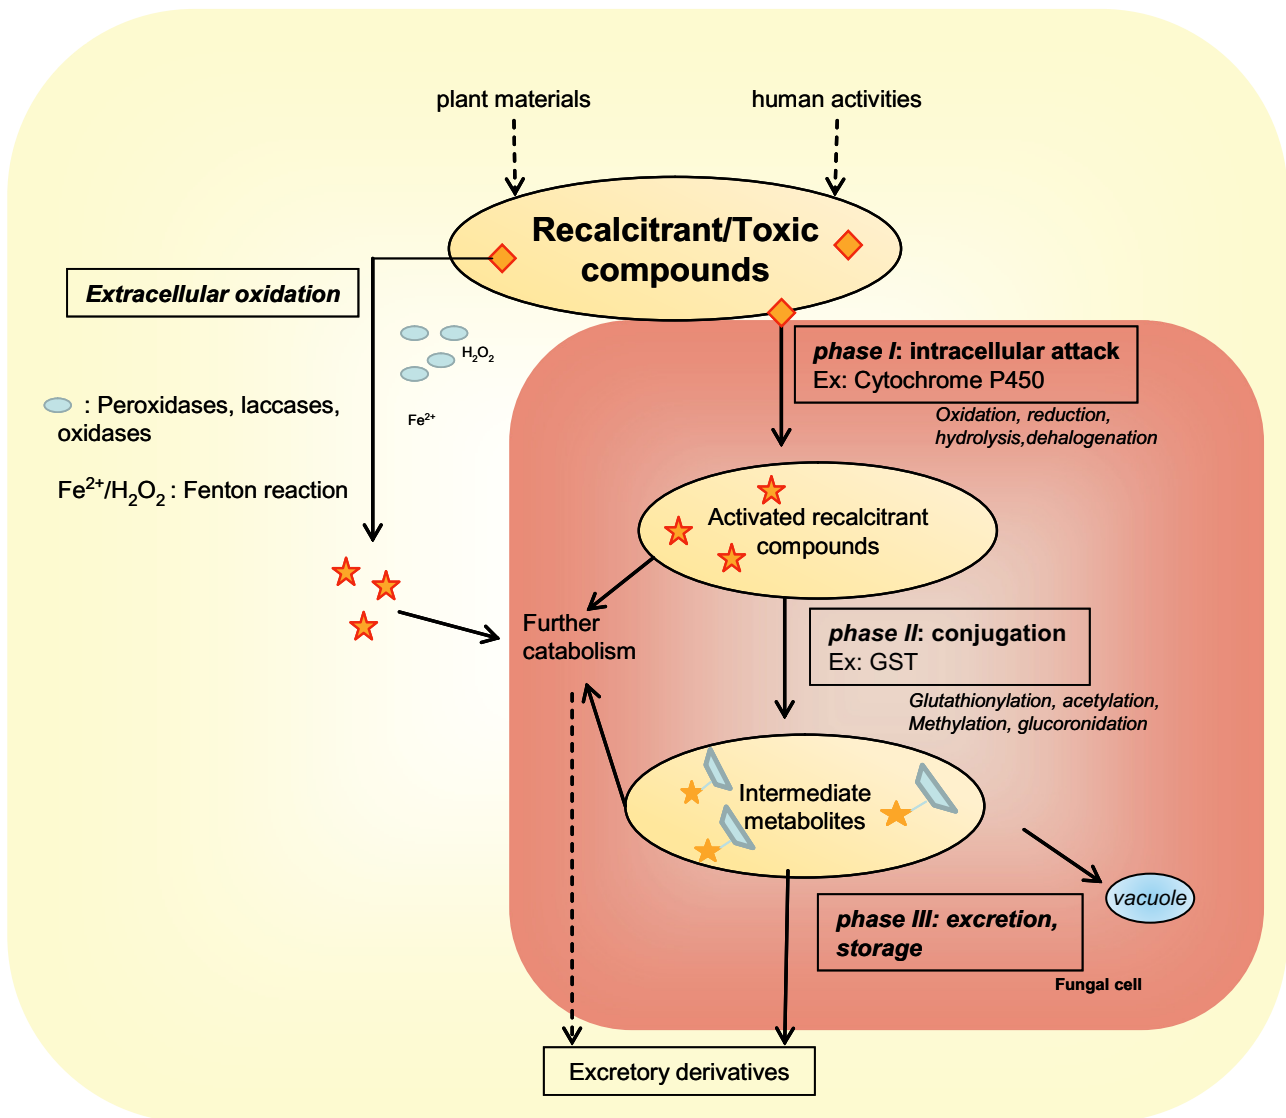 plant materials
human activities
Recalcitrant/Toxic
compounds
Extracellular oxidation
H₂O₂
Fe²⁺
: Peroxidases, laccases,
oxidases
Fe²⁺/H₂O₂ : Fenton reaction
phase I: intracellular attack
Ex: Cytochrome P450
Oxidation, reduction,
hydrolysis,dehalogenation
Activated recalcitrant
compounds
Further
catabolism
phase II: conjugation
Ex: GST
Glutathionylation, acetylation,
Methylation, glucoronidation
Intermediate
metabolites
vacuole
phase III: excretion,
storage
Fungal cell
Excretory derivatives